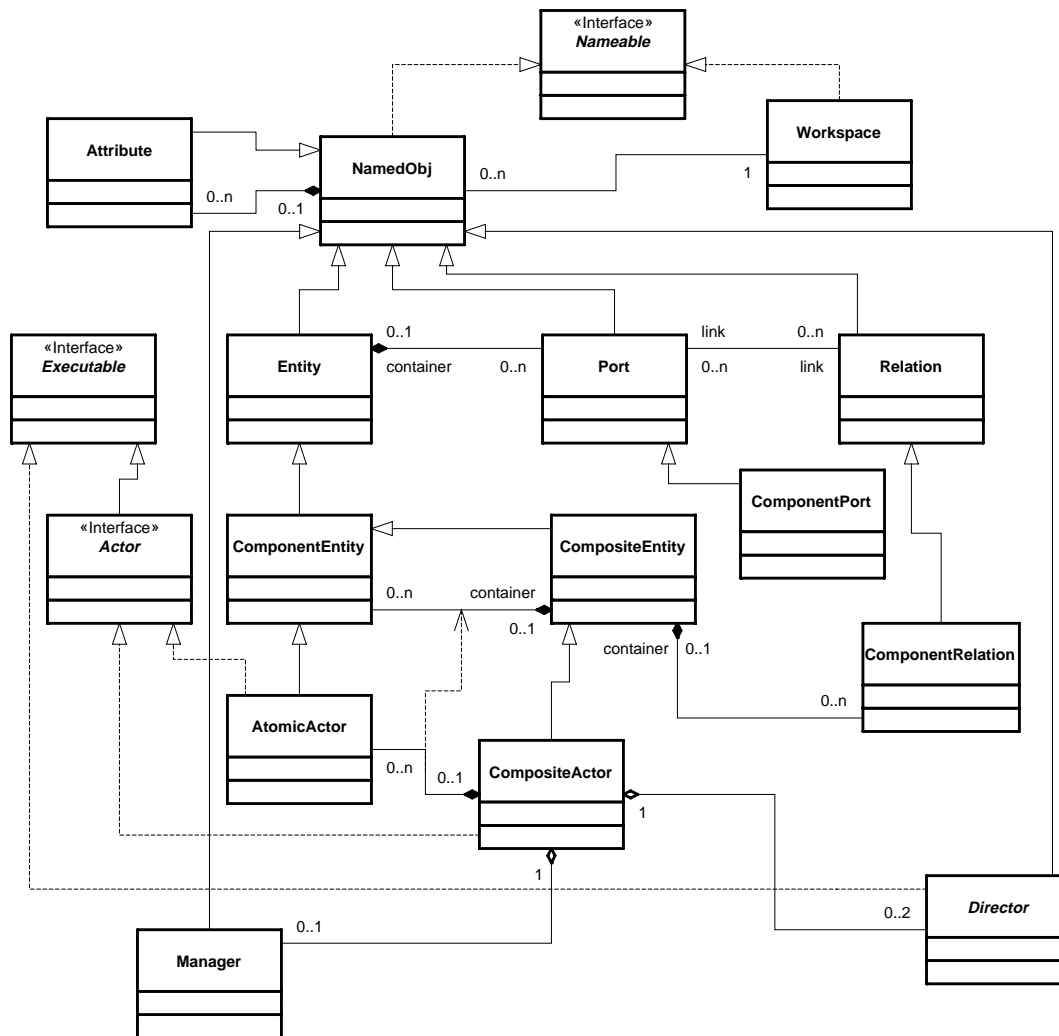 «Interface»
Nameable
Workspace
Attribute
NamedObj
0..n
1
0..n
0..1
0..1
link
0..n
«Interface»
Executable
Entity
container
0..n
Port
0..n
link
Relation
ComponentPort
«Interface»
Actor
ComponentEntity
CompositeEntity
0..n
container
0..1
container
0..1
ComponentRelation
0..n
AtomicActor
0..n
0..1
CompositeActor
1
1
0..1
0..2
Director
Manager